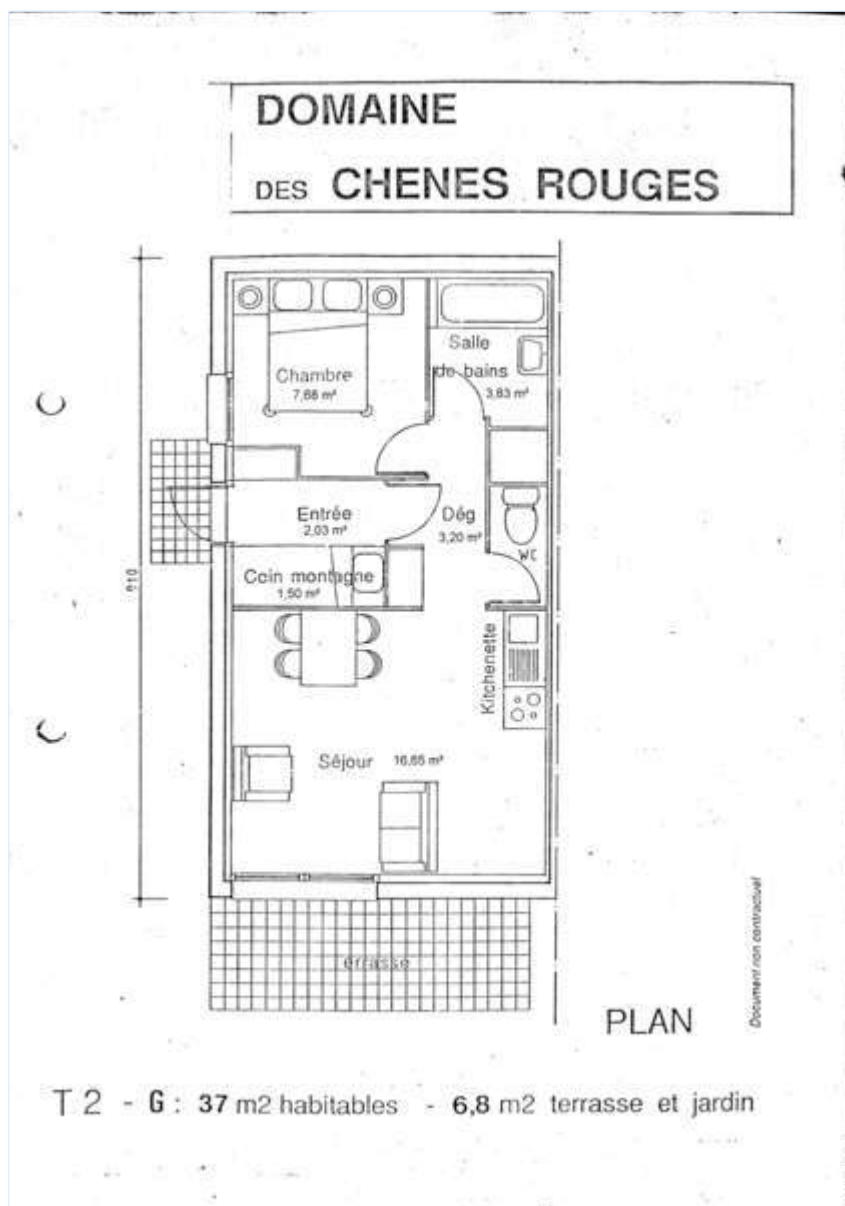 DOMAINE
DES CHENES ROUGES
Salle
de bains
3,83 m²
Chambre
7,68 m²
Entrée
2,03 m²
Dég
3,20 m²
WC
Coin montagne
1,50 m²
910
Kitchenette
Séjour 16,65 m²
errasse
PLAN
Document non contractuel
T2 - G : 37 m2 habitables - 6,8 m2 terrasse et jardin